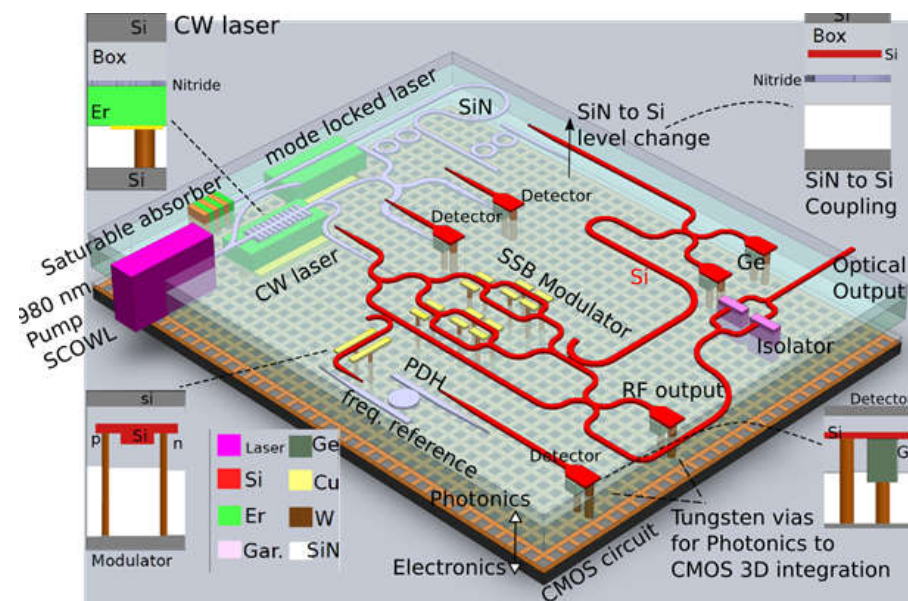 Si
CW laser
Box
Nitride
Er
Si
mode locked laser
SiN
SiN to Si
level change
Si
Box
Si
Nitride
SiN to Si
Coupling
Saturable absorber
Detector
Detector
CW laser
SSB Modulator
Si
Ge
Optical
Output
Isolator
980 nm
Pump
SCOWL
PDH
freq. reference
RF output
Detector
si
p
Si
n
Modulator
Laser
Ge
Si
Cu
Er
W
Gar.
SiN
Photonics
Electronics
CMOS circuit
Tungsten vias
for Photonics to
CMOS 3D integration
Detecto
Si
G